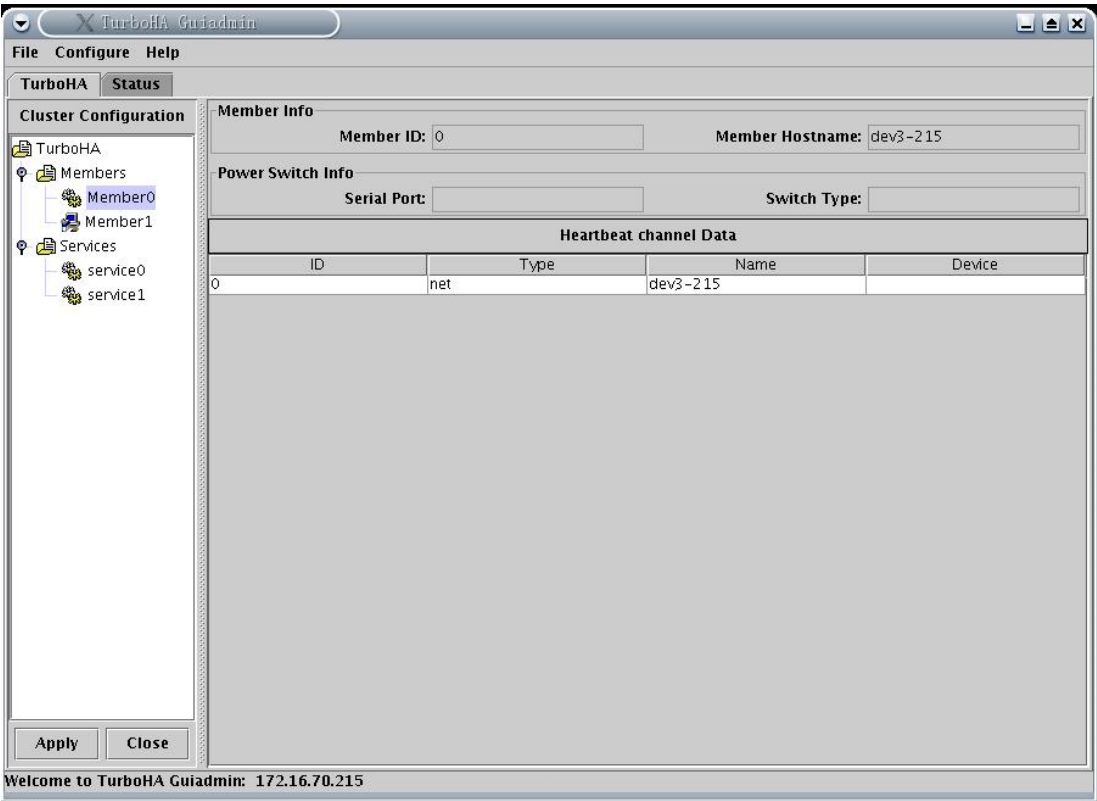 TurboHA Guiadmin
File Configure Help
TurboHA Status
Cluster Configuration
TurboHA
Members
Member0
Member1
Services
service0
service1
Apply Close
Member Info
Member ID: 0 Member Hostname: dev3-215
Power Switch Info
Serial Port: Switch Type:
Heartbeat channel Data
ID Type Name Device
0 net dev3-215
Welcome to TurboHA Guiadmin: 172.16.70.215